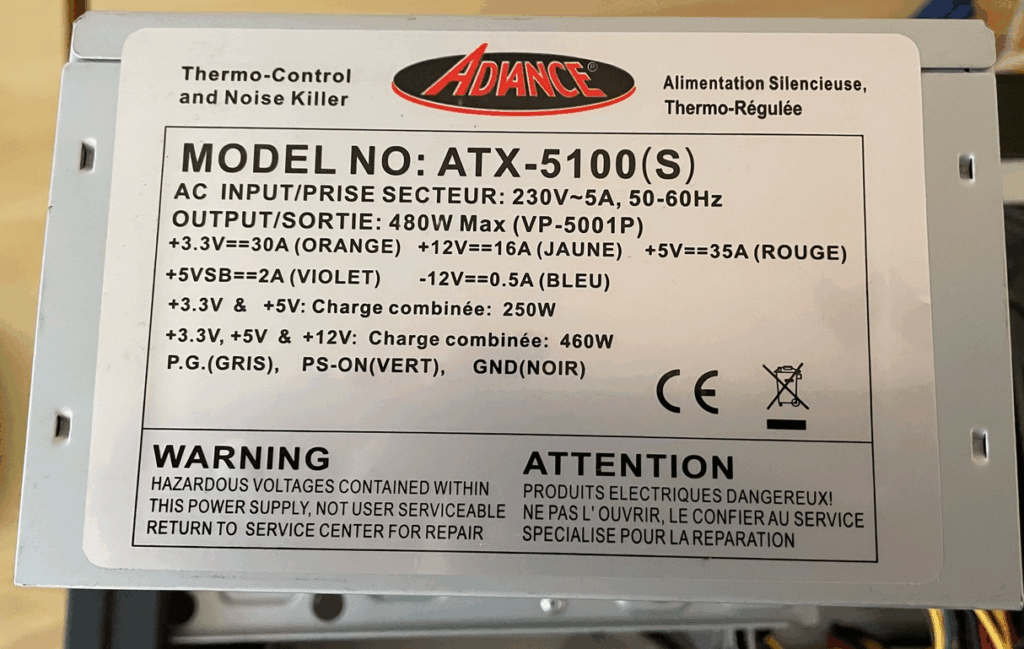 Thermo-Control
and Noise Killer
ADVANCE®
Alimentation Silencieuse,
Thermo-Régulée
MODEL NO: ATX-5100(S)
AC INPUT/PRISE SECTEUR: 230V~5A, 50-60Hz
OUTPUT/SORTIE: 480W Max (VP-5001P)
+3.3V==30A (ORANGE) +12V==16A (JAUNE) +5V==35A (ROUGE)
+5VSB==2A (VIOLET) -12V==0.5A (BLEU)
+3.3V & +5V: Charge combinée: 250W
+3.3V, +5V & +12V: Charge combinée: 460W
P.G.(GRIS), PS-ON(VERT), GND(NOIR)
CE
WARNING
HAZARDOUS VOLTAGES CONTAINED WITHIN
THIS POWER SUPPLY, NOT USER SERVICEABLE
RETURN TO SERVICE CENTER FOR REPAIR
ATTENTION
PRODUITS ELECTRIQUES DANGEREUX!
NE PAS L' OUVRIR, LE CONFIER AU SERVICE
SPECIALISE POUR LA REPARATION